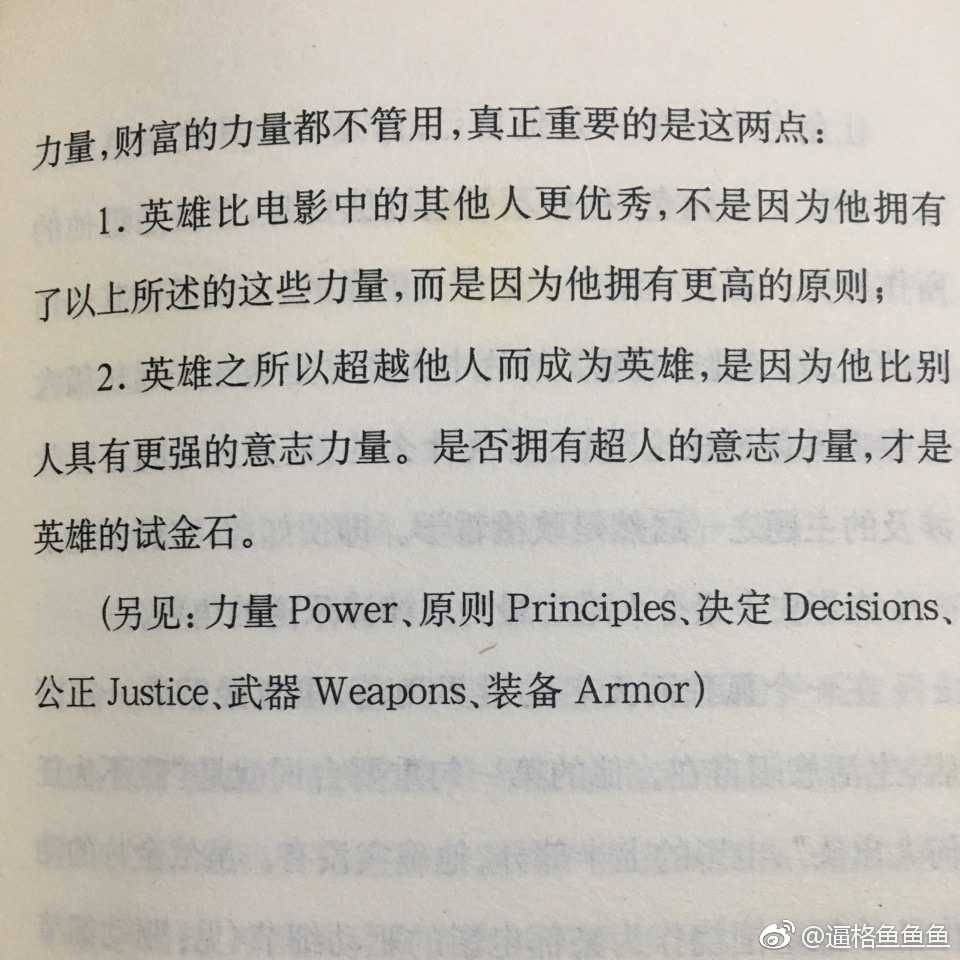 力量,财富的力量都不管用,真正重要的是这两点:
1. 英雄比电影中的其他人更优秀,不是因为他拥有
了以上所述的这些力量,而是因为他拥有更高的原则;
2. 英雄之所以超越他人而成为英雄,是因为他比别
人具有更强的意志力量。是否拥有超人的意志力量,才是
英雄的试金石。
(另见:力量 Power、原则 Principles、决定 Decisions、
公正 Justice、武器 Weapons、装备 Armor)
@逼格鱼鱼鱼